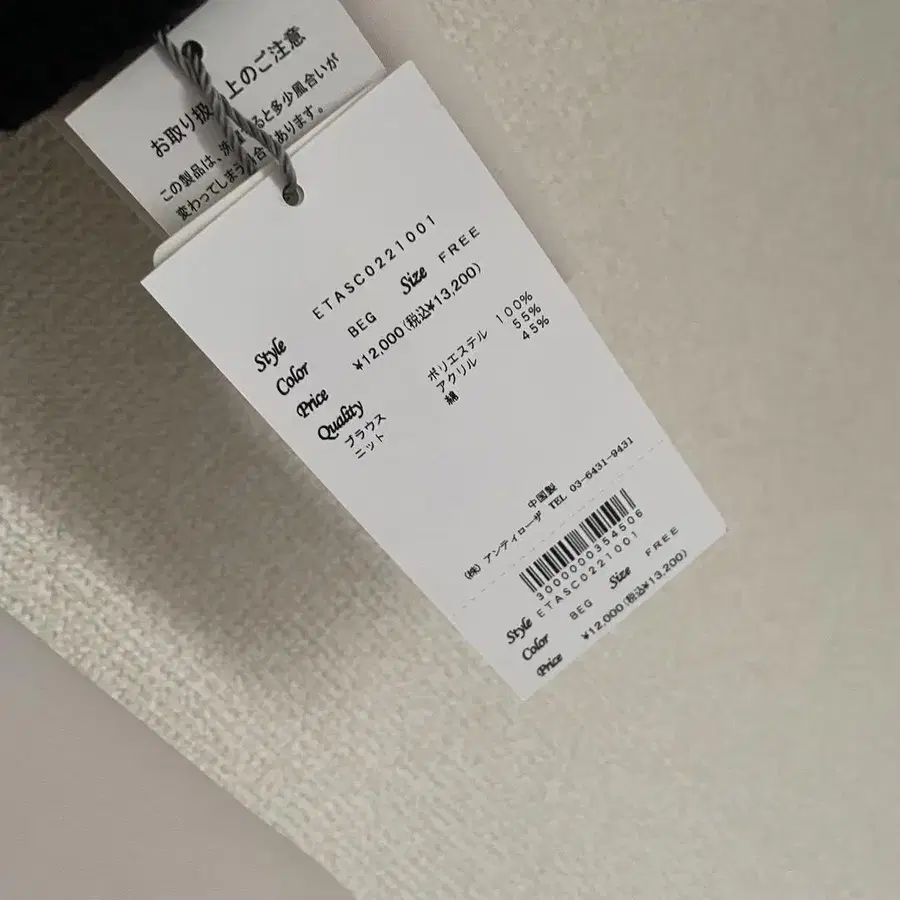 お取り扱 上のご注意
この製品は、洗 ると多少風合いが
変わってしまう場合 あります。
Style ETASC0221001
Color BEG Size FREE
Price ¥12,000(税込¥13,200)
Quality
ブラウス ポリエステル 100%
ニット アクリル 55%
綿 45%
中国製
(株) アンティローザ TEL 03-6431-9431
3000000354506
Style ETASC0221001
Color BEG Size FREE
Price ¥12,000(税込¥13,200)